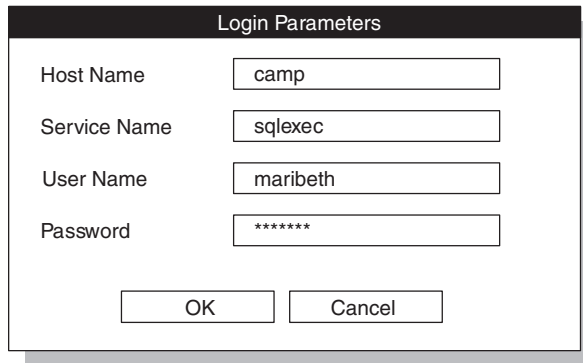 Login Parameters
Host Name camp
Service Name sqlexec
User Name maribeth
Password *******
OK Cancel